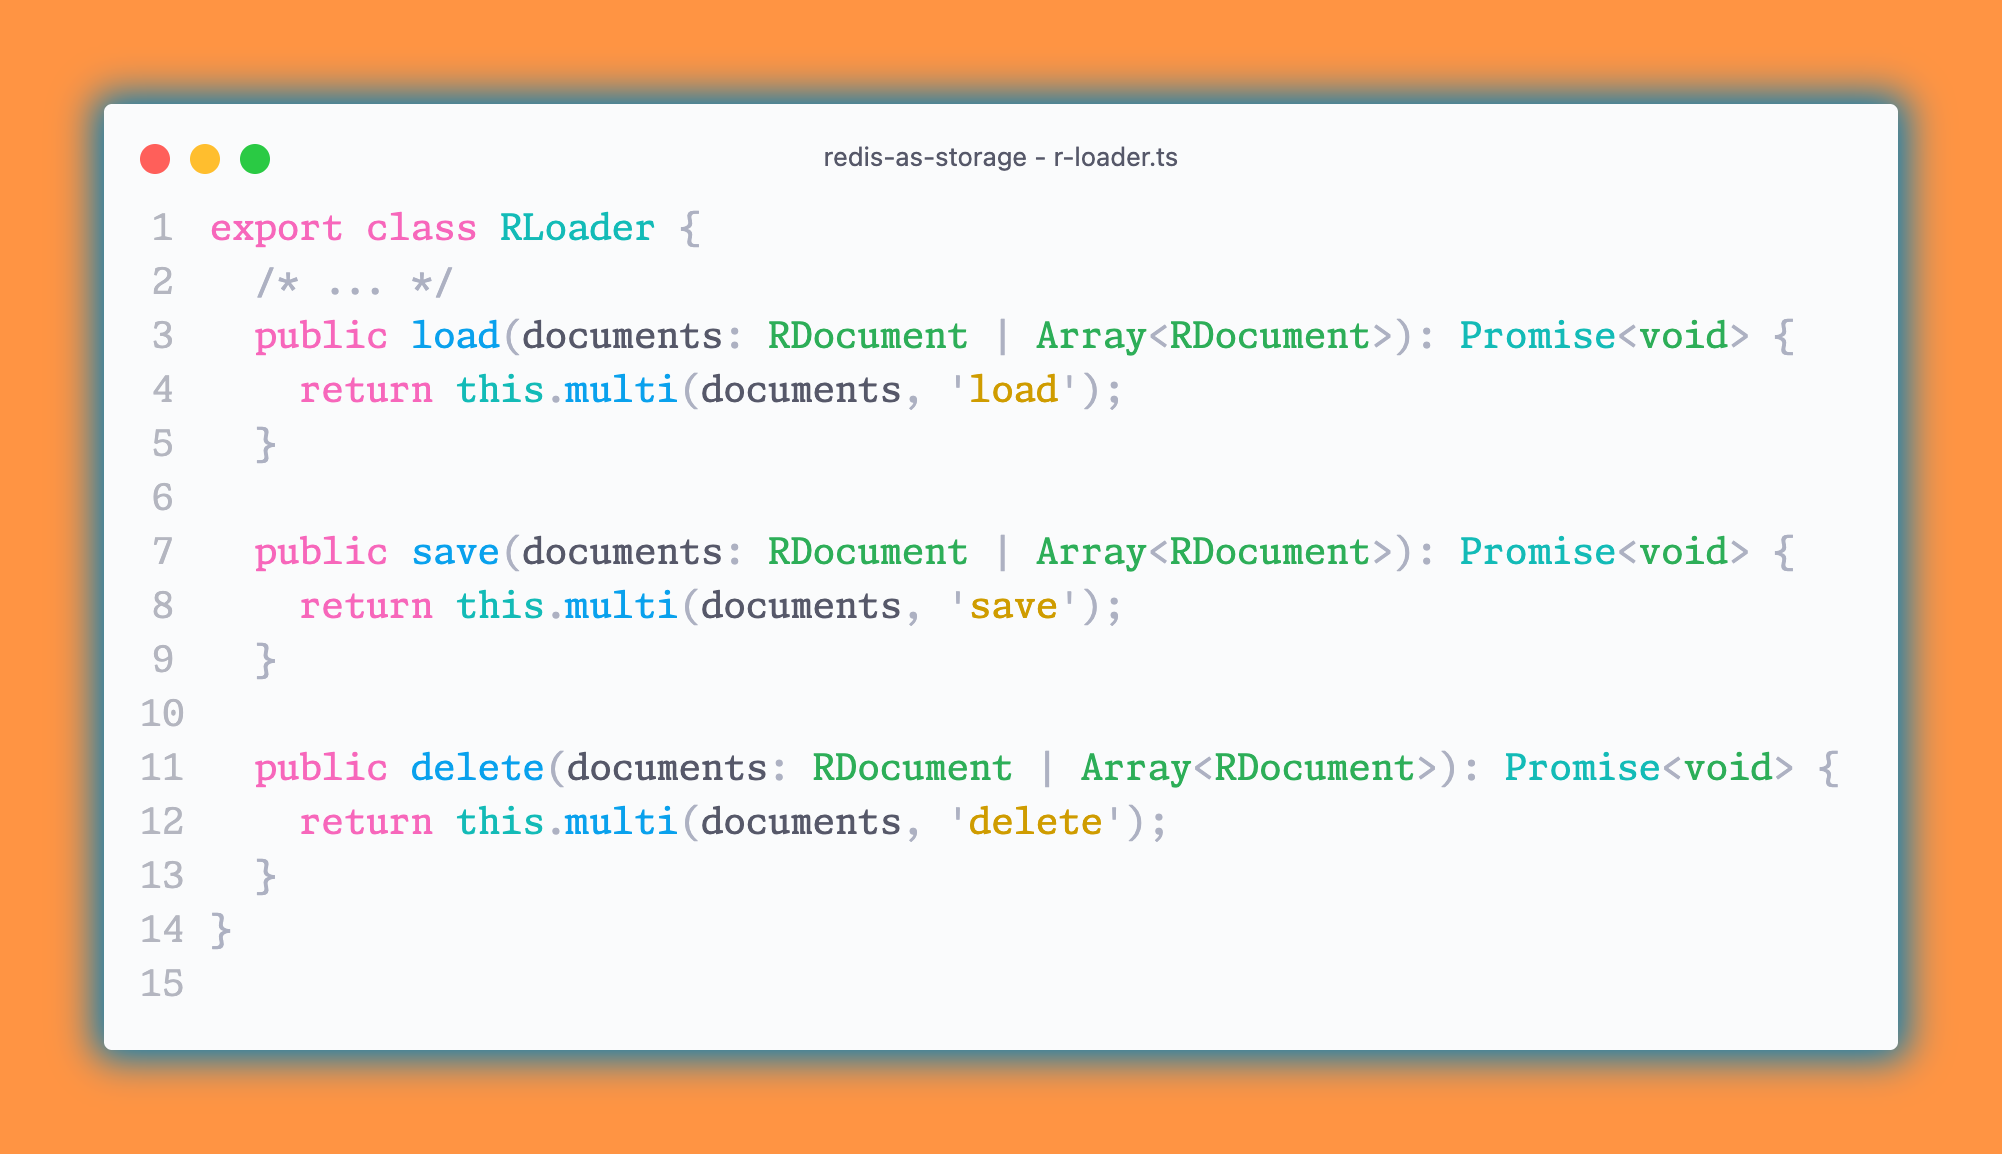 redis-as-storage - r-loader.ts
1 export class RLoader {
2   /* ... */
3   public load(documents: RDocument | Array<RDocument>): Promise<void> {
4     return this.multi(documents, 'load');
5   }
6
7   public save(documents: RDocument | Array<RDocument>): Promise<void> {
8     return this.multi(documents, 'save');
9   }
10
11   public delete(documents: RDocument | Array<RDocument>): Promise<void> {
12     return this.multi(documents, 'delete');
13   }
14 }
15